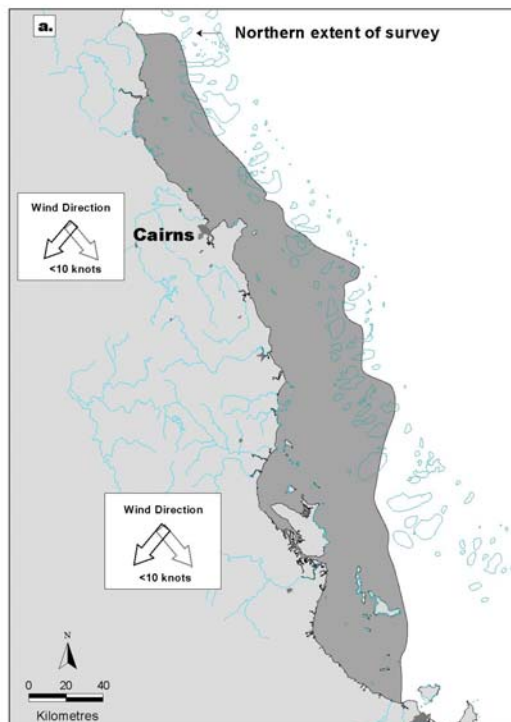 a.
Northern extent of survey
Wind Direction
<10 knots
Cairns
Wind Direction
<10 knots
N
0 20 40
Kilometres